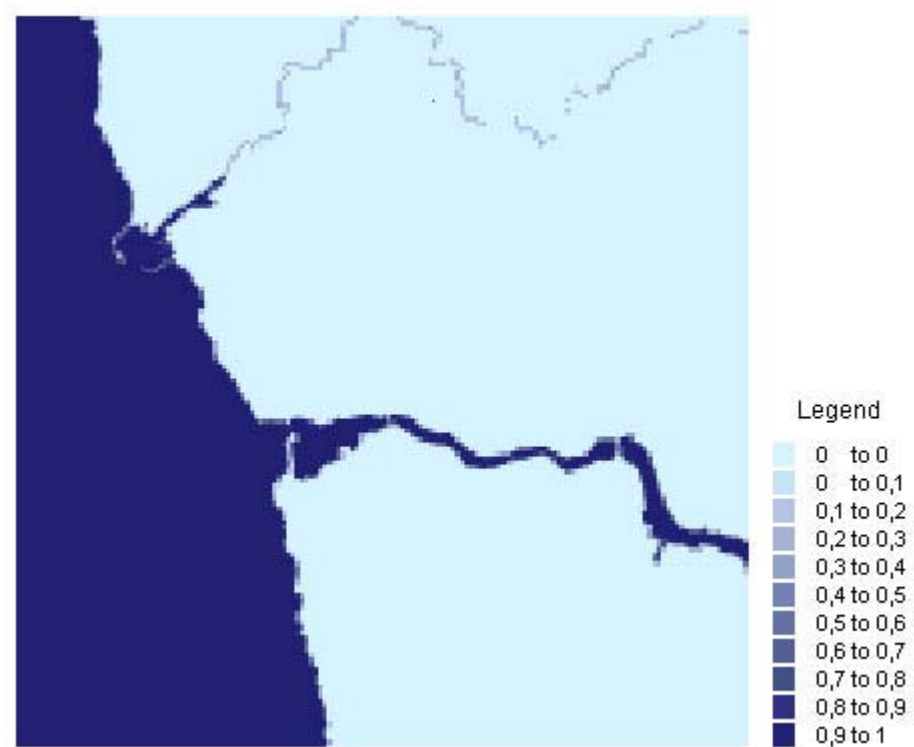 Legend
0 to 0
0 to 0,1
0,1 to 0,2
0,2 to 0,3
0,3 to 0,4
0,4 to 0,5
0,5 to 0,6
0,6 to 0,7
0,7 to 0,8
0,8 to 0,9
0,9 to 1